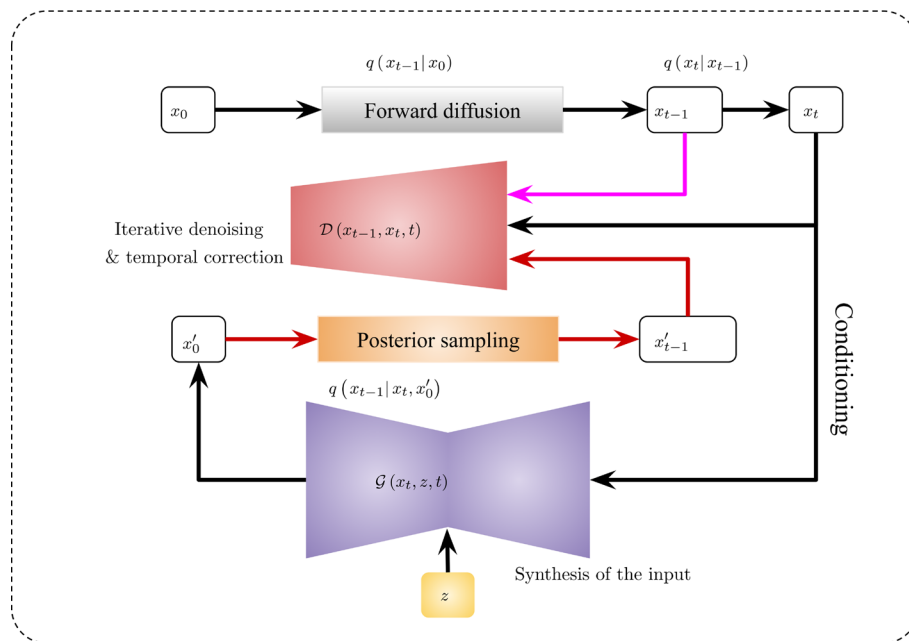 q(x_{t−1}|x_0)
q(x_t|x_{t−1})
x_0
Forward diffusion
x_{t−1}
x_t
𝒟(x_{t−1}, x_t, t)
Iterative denoising
& temporal correction
x′_0
Posterior sampling
x′_{t−1}
Conditioning
q(x_{t−1}|x_t, x′_0)
𝒢(x_t, z, t)
Synthesis of the input
z